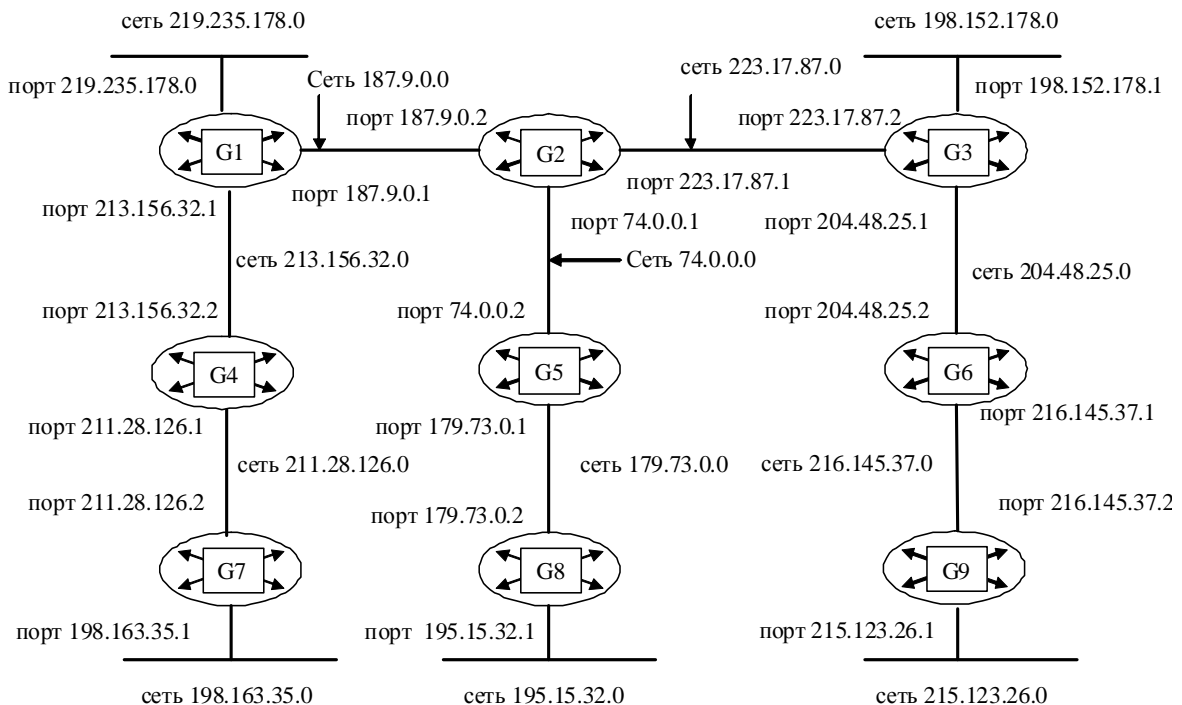 сеть 219.235.178.0
сеть 198.152.178.0
порт 219.235.178.0
Сеть 187.9.0.0
сеть 223.17.87.0
порт 198.152.178.1
порт 187.9.0.2
порт 223.17.87.2
G1
G2
G3
порт 187.9.0.1
порт 223.17.87.1
порт 213.156.32.1
порт 74.0.0.1
порт 204.48.25.1
сеть 213.156.32.0
Сеть 74.0.0.0
сеть 204.48.25.0
порт 213.156.32.2
порт 74.0.0.2
порт 204.48.25.2
G4
G5
G6
порт 211.28.126.1
порт 179.73.0.1
порт 216.145.37.1
сеть 211.28.126.0
сеть 179.73.0.0
сеть 216.145.37.0
порт 211.28.126.2
порт 179.73.0.2
порт 216.145.37.2
G7
G8
G9
порт 198.163.35.1
порт 195.15.32.1
порт 215.123.26.1
сеть 198.163.35.0
сеть 195.15.32.0
сеть 215.123.26.0